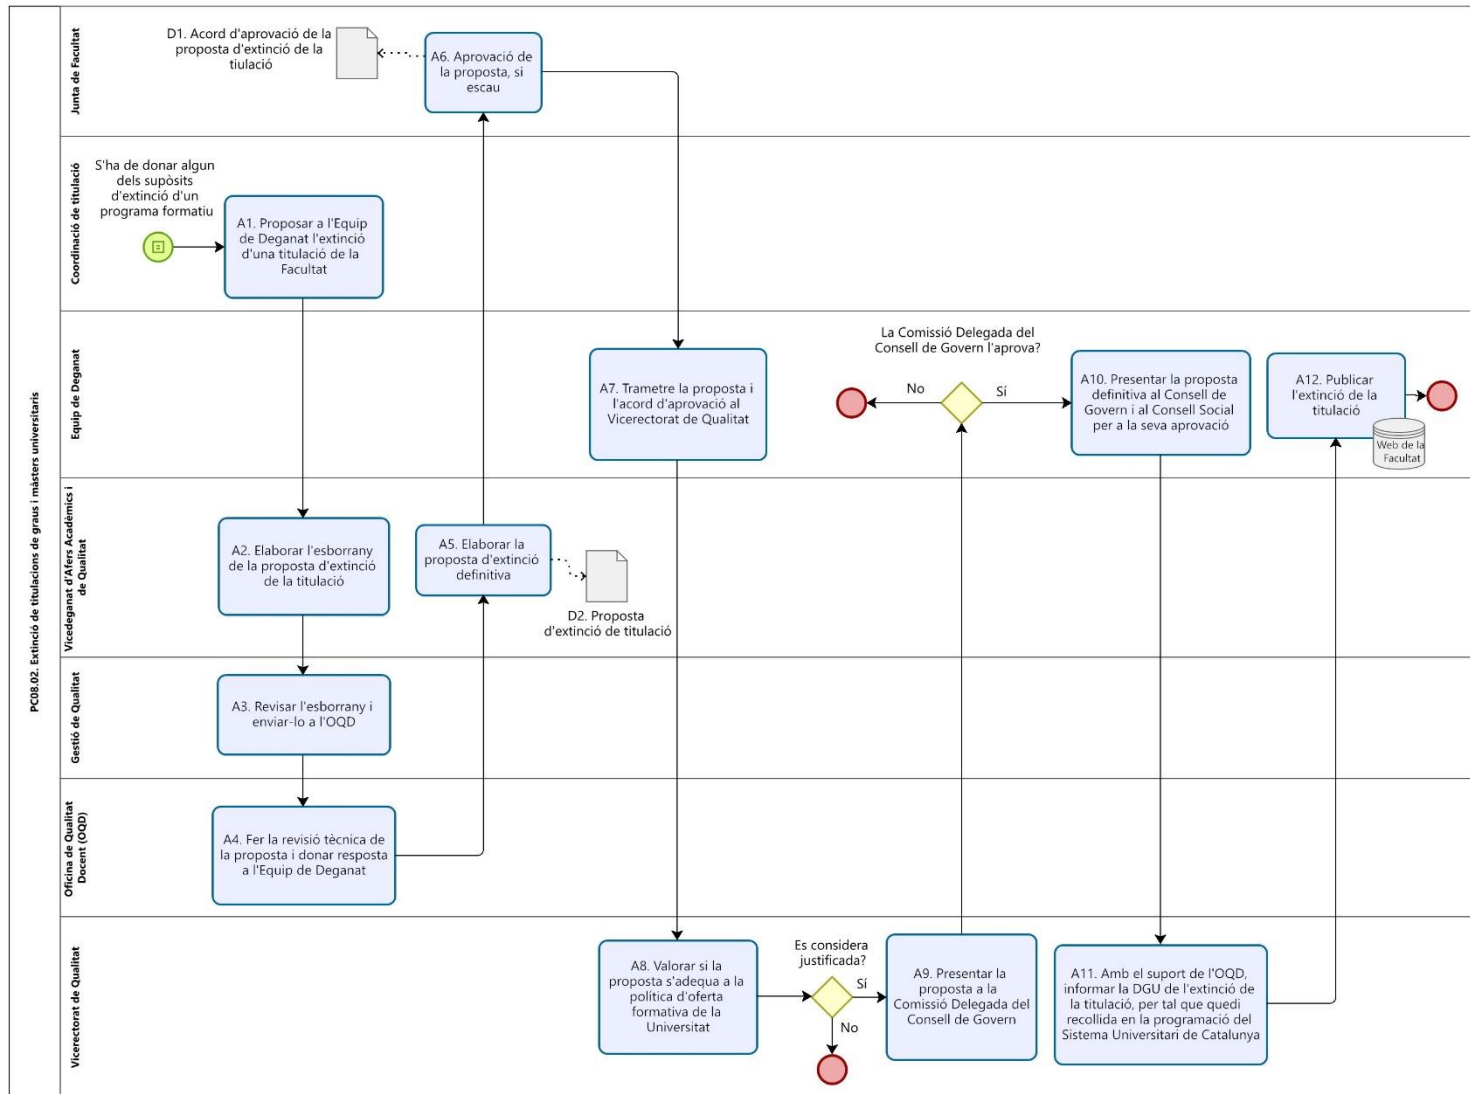 PC08.02. Extinció de titulacions de graus i màsters universitaris
Junta de Facultat
D1. Acord d'aprovació de la
proposta d'extinció de la
tiulació
A6. Aprovació de
la proposta, si
escau
Coordinació de titulació
S'ha de donar algun
dels supòsits
d'extinció d'un
programa formatiu
A1. Proposar a l'Equip
de Deganat l'extinció
d'una titulació de la
Facultat
Equip de Deganat
A7. Trametre la proposta i
l'acord d'aprovació al
Vicerectorat de Qualitat
La Comissió Delegada del
Consell de Govern l'aprova?
No
Sí
A10. Presentar la proposta
definitiva al Consell de
Govern i al Consell Social
per a la seva aprovació
A12. Publicar
l'extinció de la
titulació
Web de la
Facultat
Vicedeganat d'Afers Acadèmics i
de Qualitat
A2. Elaborar l'esborrany
de la proposta d'extinció
de la titulació
A5. Elaborar la
proposta d'extinció
definitiva
D2. Proposta
d'extinció de titulació
Gestió de Qualitat
A3. Revisar l'esborrany i
enviar-lo a l'OQD
Oficina de Qualitat
Docent (OQD)
A4. Fer la revisió tècnica de
la proposta i donar resposta
a l'Equip de Deganat
Vicerectorat de Qualitat
A8. Valorar si la
proposta s'adequa a la
política d'oferta
formativa de la
Universitat
Es considera
justificada?
Sí
No
A9. Presentar la
proposta a la
Comissió Delegada del
Consell de Govern
A11. Amb el suport de l'OQD,
informar la DGU de l'extinció de
la titulació, per tal que quedi
recollida en la programació del
Sistema Universitari de Catalunya